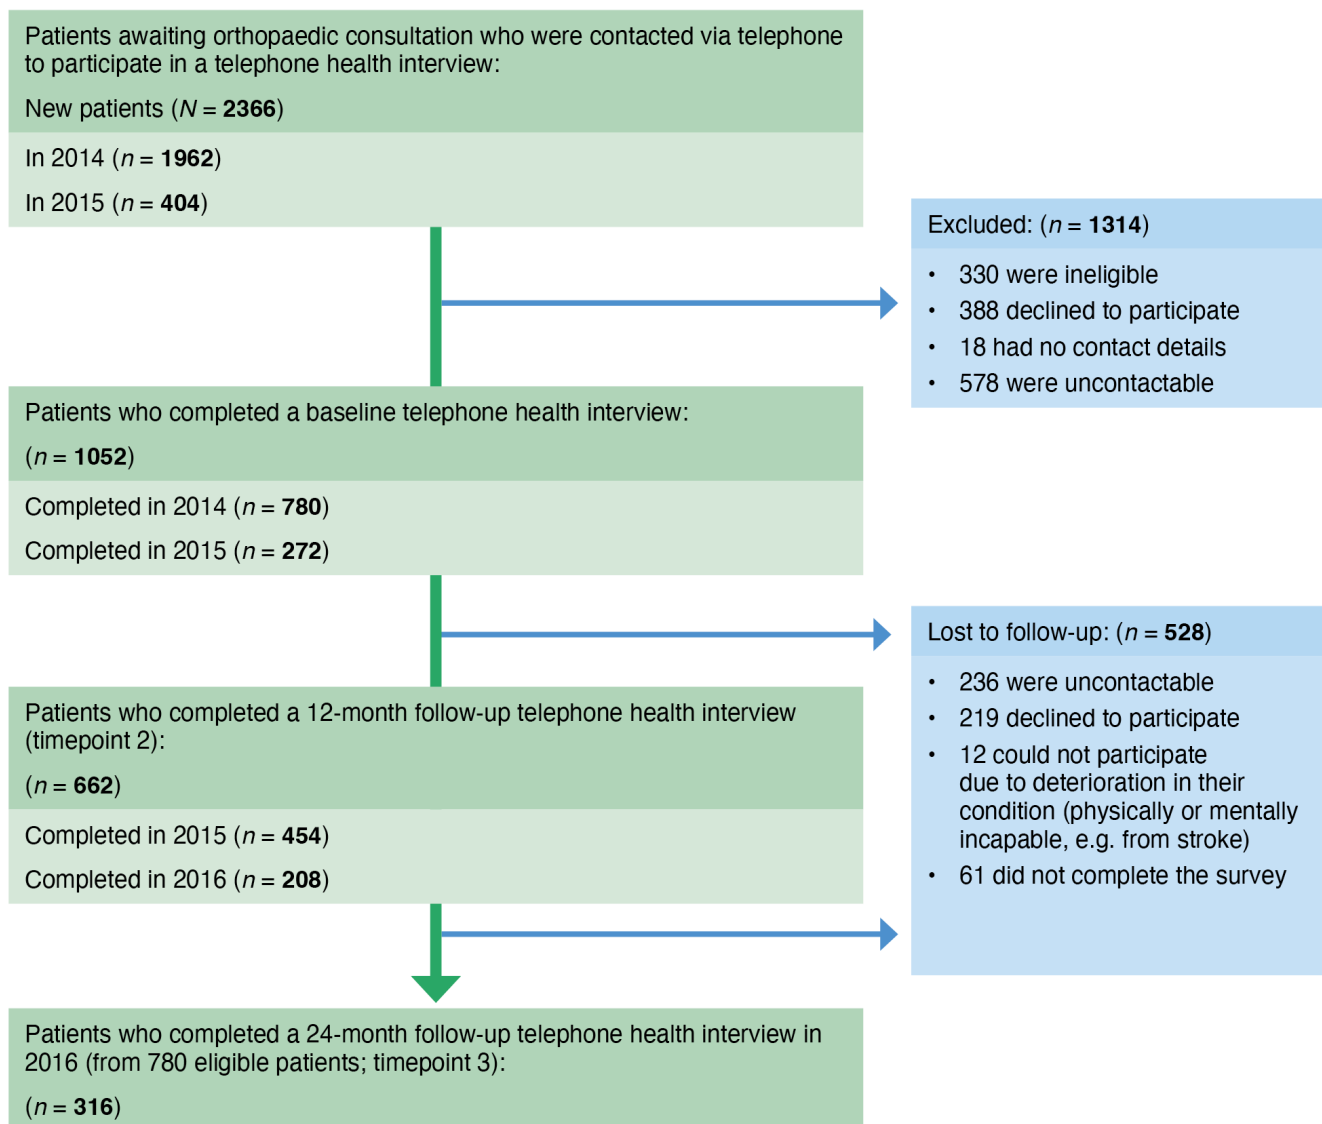 Patients awaiting orthopaedic consultation who were contacted via telephone
to participate in a telephone health interview:
New patients (N = 2366)
In 2014 (n = 1962)
In 2015 (n = 404)
Excluded: (n = 1314)
• 330 were ineligible
• 388 declined to participate
• 18 had no contact details
• 578 were uncontactable
Patients who completed a baseline telephone health interview:
(n = 1052)
Completed in 2014 (n = 780)
Completed in 2015 (n = 272)
Lost to follow-up: (n = 528)
• 236 were uncontactable
• 219 declined to participate
• 12 could not participate
due to deterioration in their
condition (physically or mentally
incapable, e.g. from stroke)
• 61 did not complete the survey
Patients who completed a 12-month follow-up telephone health interview
(timepoint 2):
(n = 662)
Completed in 2015 (n = 454)
Completed in 2016 (n = 208)
Patients who completed a 24-month follow-up telephone health interview in
2016 (from 780 eligible patients; timepoint 3):
(n = 316)